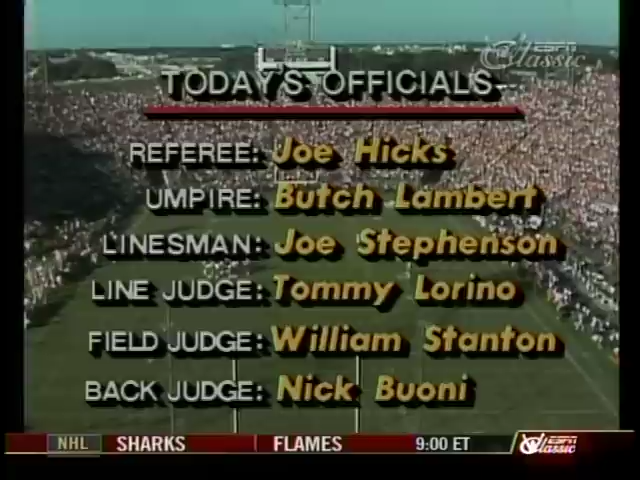 ESPN
Classic
TODAY'S OFFICIALS
REFEREE: Joe Hicks
UMPIRE: Butch Lambert
LINESMAN: Joe Stephenson
LINE JUDGE: Tommy Lorino
FIELD JUDGE: William Stanton
BACK JUDGE: Nick Buoni
NHL SHARKS FLAMES 9:00 ET ESPN Classic